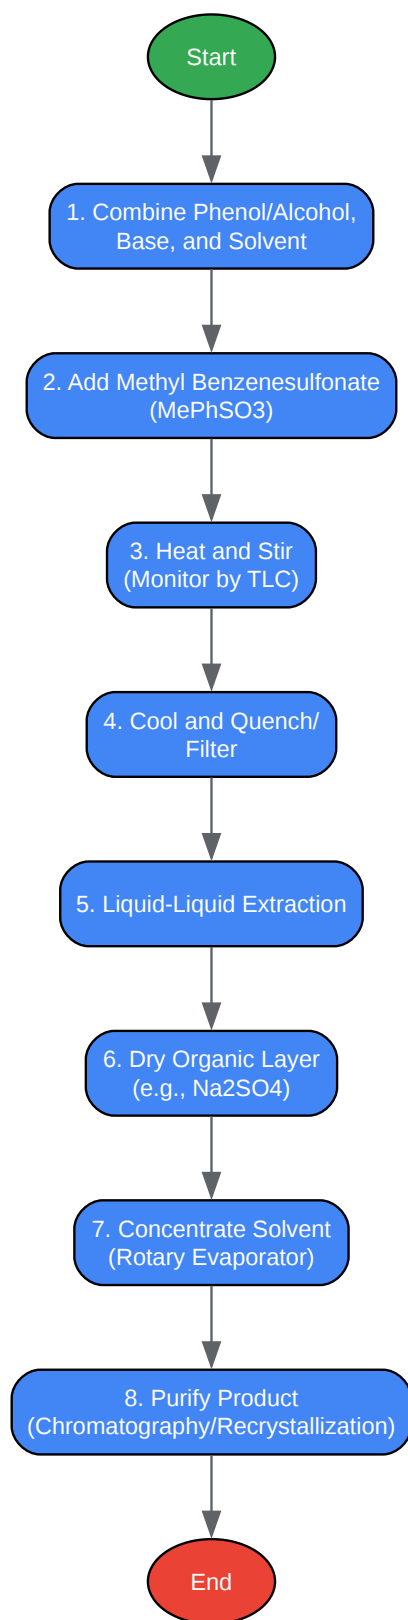 Start
1. Combine Phenol/Alcohol,
Base, and Solvent
2. Add Methyl Benzenesulfonate
(MePhSO3)
3. Heat and Stir
(Monitor by TLC)
4. Cool and Quench/
Filter
5. Liquid-Liquid Extraction
6. Dry Organic Layer
(e.g., Na2SO4)
7. Concentrate Solvent
(Rotary Evaporator)
8. Purify Product
(Chromatography/Recrystallization)
End